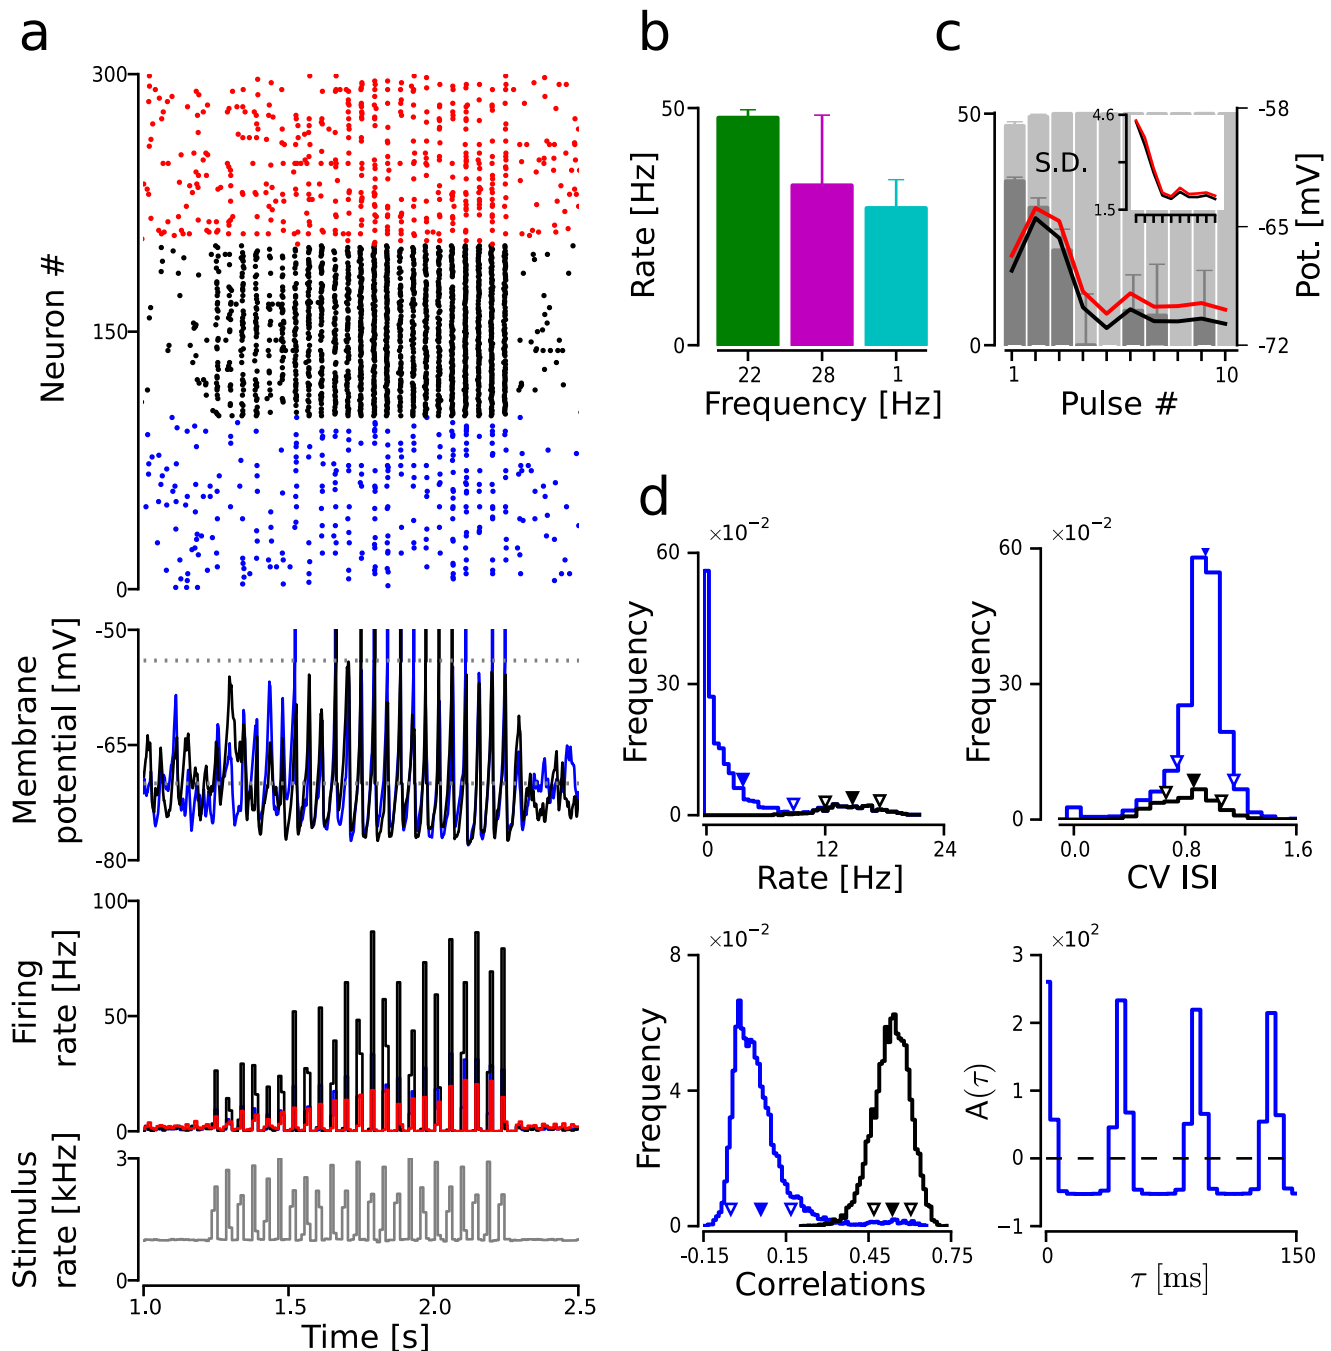 a
300
150
0
Neuron #
-50
-65
-80
Membrane
potential [mV]
100
50
0
Firing
rate [Hz]
3
0
Stimulus
rate [kHz]
1.0
1.5
2.0
2.5
Time [s]
b
50
0
Rate [Hz]
22
28
1
Frequency [Hz]
c
50
0
S.D.
4.6
1.5
-58
-65
-72
Pot. [mV]
1
10
Pulse #
d
×10⁻²
60
30
0
Frequency
0
12
24
Rate [Hz]
×10⁻²
60
30
0
Frequency
0.0
0.8
1.6
CV ISI
×10⁻²
8
4
0
Frequency
-0.15
0.15
0.45
0.75
Correlations
×10²
3
2
1
0
−1
A(τ)
0
150
τ [ms]